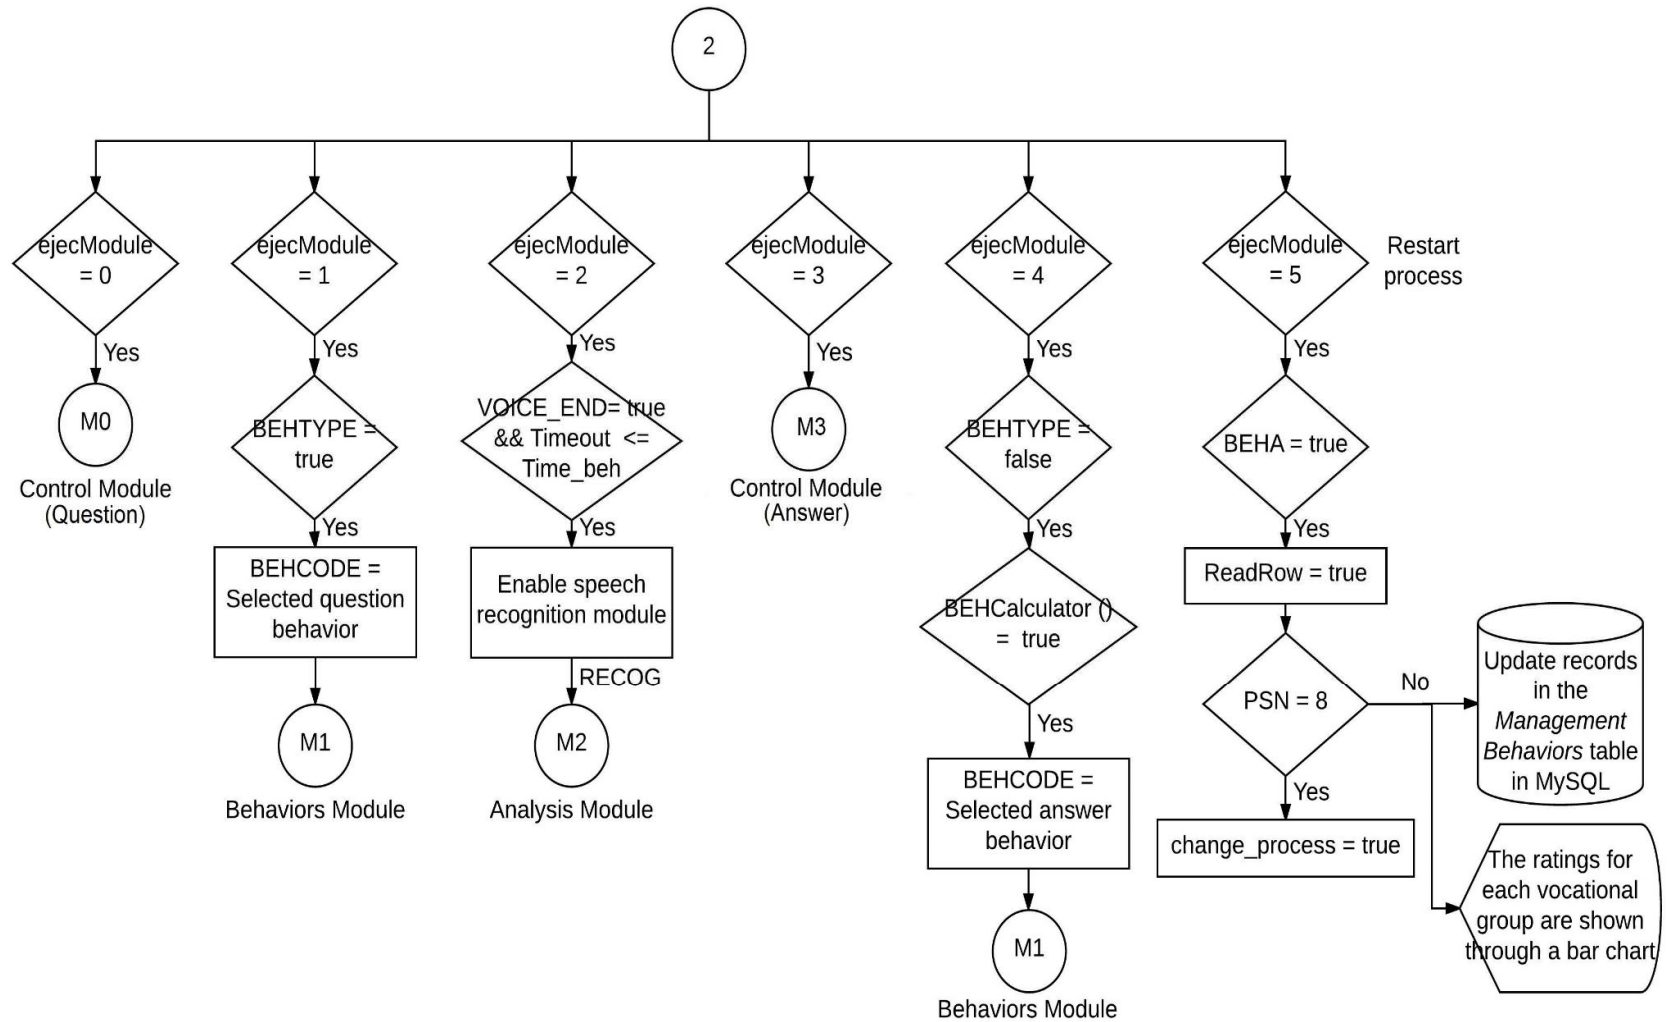 2
ejecModule
= 0
Yes
M0
Control Module
(Question)
ejecModule
= 1
Yes
BEHTYPE =
true
Yes
BEHCODE =
Selected question
behavior
M1
Behaviors Module
ejecModule
= 2
Yes
VOICE_END= true
&& Timeout <=
Time_beh
Yes
Enable speech
recognition module
RECOG
M2
Analysis Module
ejecModule
= 3
Yes
M3
Control Module
(Answer)
ejecModule
= 4
Yes
BEHTYPE =
false
Yes
BEHCalculator ()
= true
Yes
BEHCODE =
Selected answer
behavior
M1
Behaviors Module
ejecModule
= 5
Restart
process
Yes
BEHA = true
Yes
ReadRow = true
PSN = 8
No
Yes
change_process = true
Update records
in the
Management
Behaviors table
in MySQL
The ratings for
each vocational
group are shown
through a bar chart